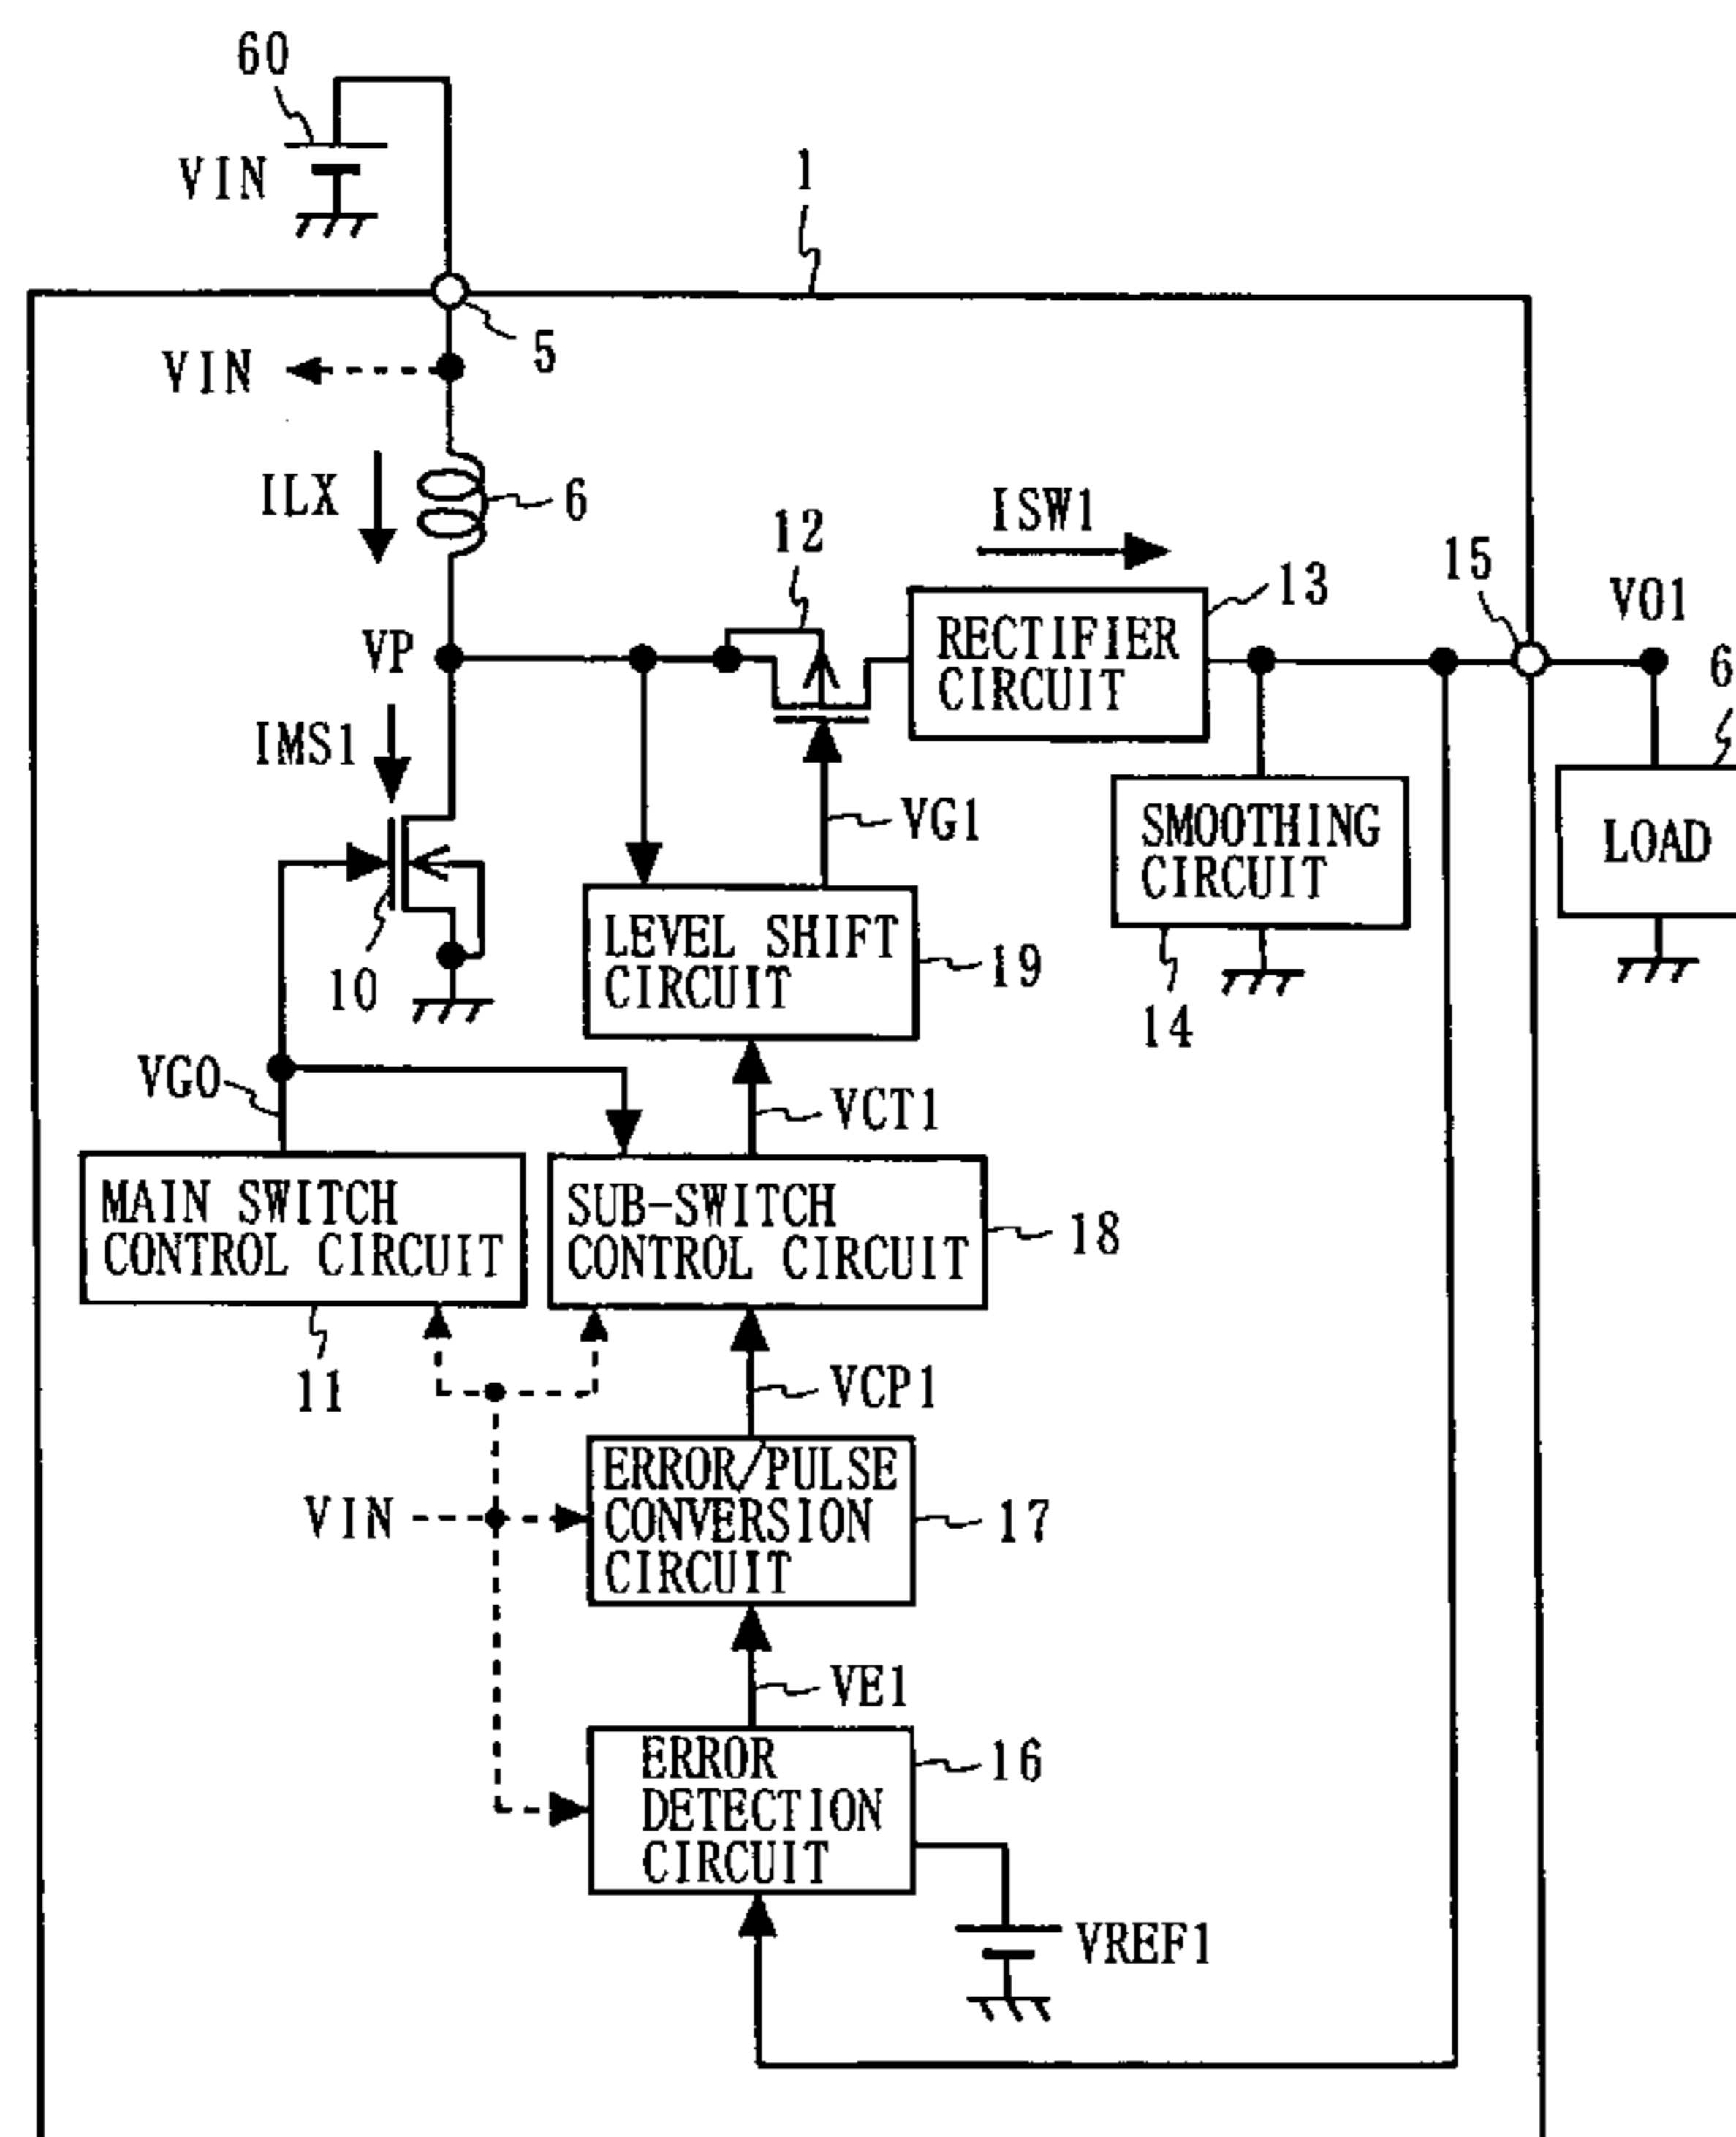 60
VIN
1
5
VIN
ILX
6
12
ISW1
13
15
VO1
VP
RECTIFIER
CIRCUIT
6
IMS1
VG1
SMOOTHING
CIRCUIT
LOAD
10
LEVEL SHIFT
CIRCUIT
19
14
VG0
VCT1
MAIN SWITCH
CONTROL CIRCUIT
SUB-SWITCH
CONTROL CIRCUIT
18
11
VCP1
VIN
ERROR/PULSE
CONVERSION
CIRCUIT
17
VE1
ERROR
DETECTION
CIRCUIT
16
VREF1